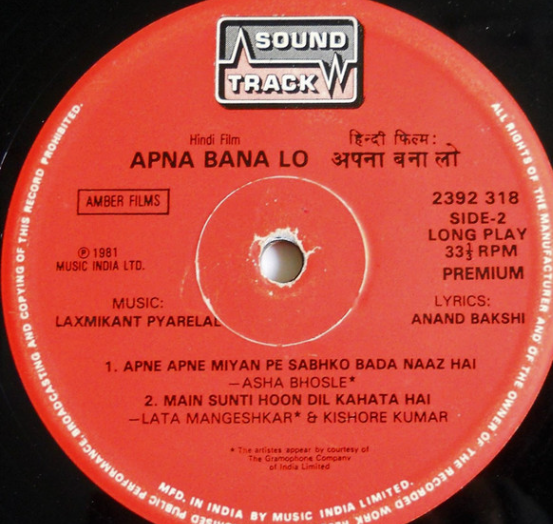 SOUND
TRACK
Hindi Film
हिन्दी फिल्म:
APNA BANA LO
अपना बना लो
AMBER FILMS
2392 318
SIDE-2
LONG PLAY
33⅓ RPM
PREMIUM
Ⓟ 1981
MUSIC INDIA LTD.
MUSIC:
LAXMIKANT PYARELAL
LYRICS:
ANAND BAKSHI
1. APNE APNE MIYAN PE SABHKO BADA NAAZ HAI
—ASHA BHOSLE*
2. MAIN SUNTI HOON DIL KAHATA HAI
—LATA MANGESHKAR* & KISHORE KUMAR
* The artistes appear by courtesy of
The Gramophone Company
of India Limited
MFD. IN INDIA BY MUSIC INDIA LIMITED.
ALL RIGHTS OF THE MANUFACTURER AND OF THE OWNER OF THE RECORDED WORK
PUBLIC PERFORMANCE, BROADCASTING AND COPYING OF THIS RECORD PROHIBITED.